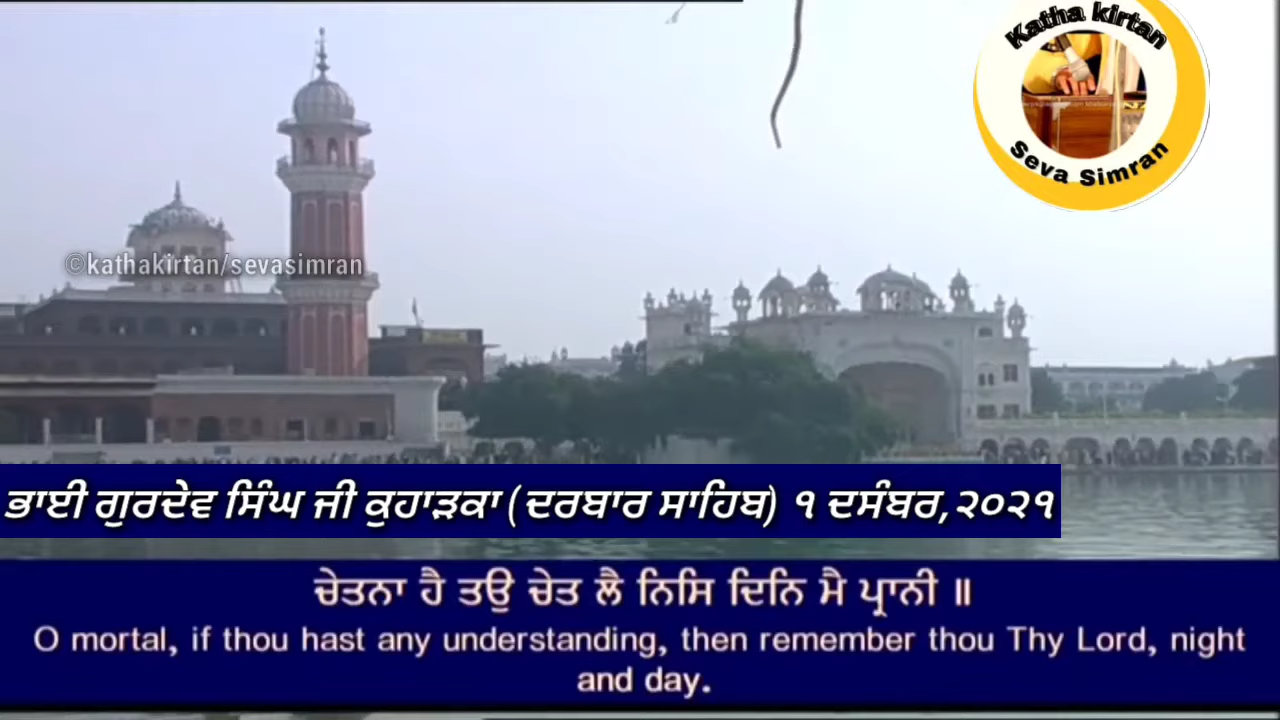 Katha kirtan
Seva Simran
©kathakirtan/sevasimran
ਭਾਈ ਗੁਰਦੇਵ ਸਿੰਘ ਜੀ ਕੁਹਾੜਕਾ (ਦਰਬਾਰ ਸਾਹਿਬ) ੧ ਦਸੰਬਰ,੨੦੨੧
ਚੇਤਨਾ ਹੈ ਤਉ ਚੇਤ ਲੈ ਨਿਸਿ ਦਿਨਿ ਮੈ ਪ੍ਰਾਨੀ ॥
O mortal, if thou hast any understanding, then remember thou Thy Lord, night
and day.